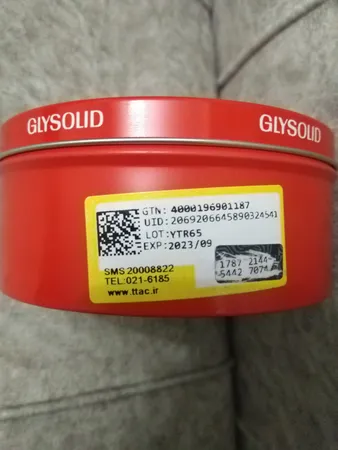 GLYSOLID GLYSOLID
GTN: 4000196901187
UID: 2069206645890324541
LOT: YTR65
EXP: 2023/09
SMS 20008822
TEL:021-6185
www.ttac.ir
1787 2144
5442 7074